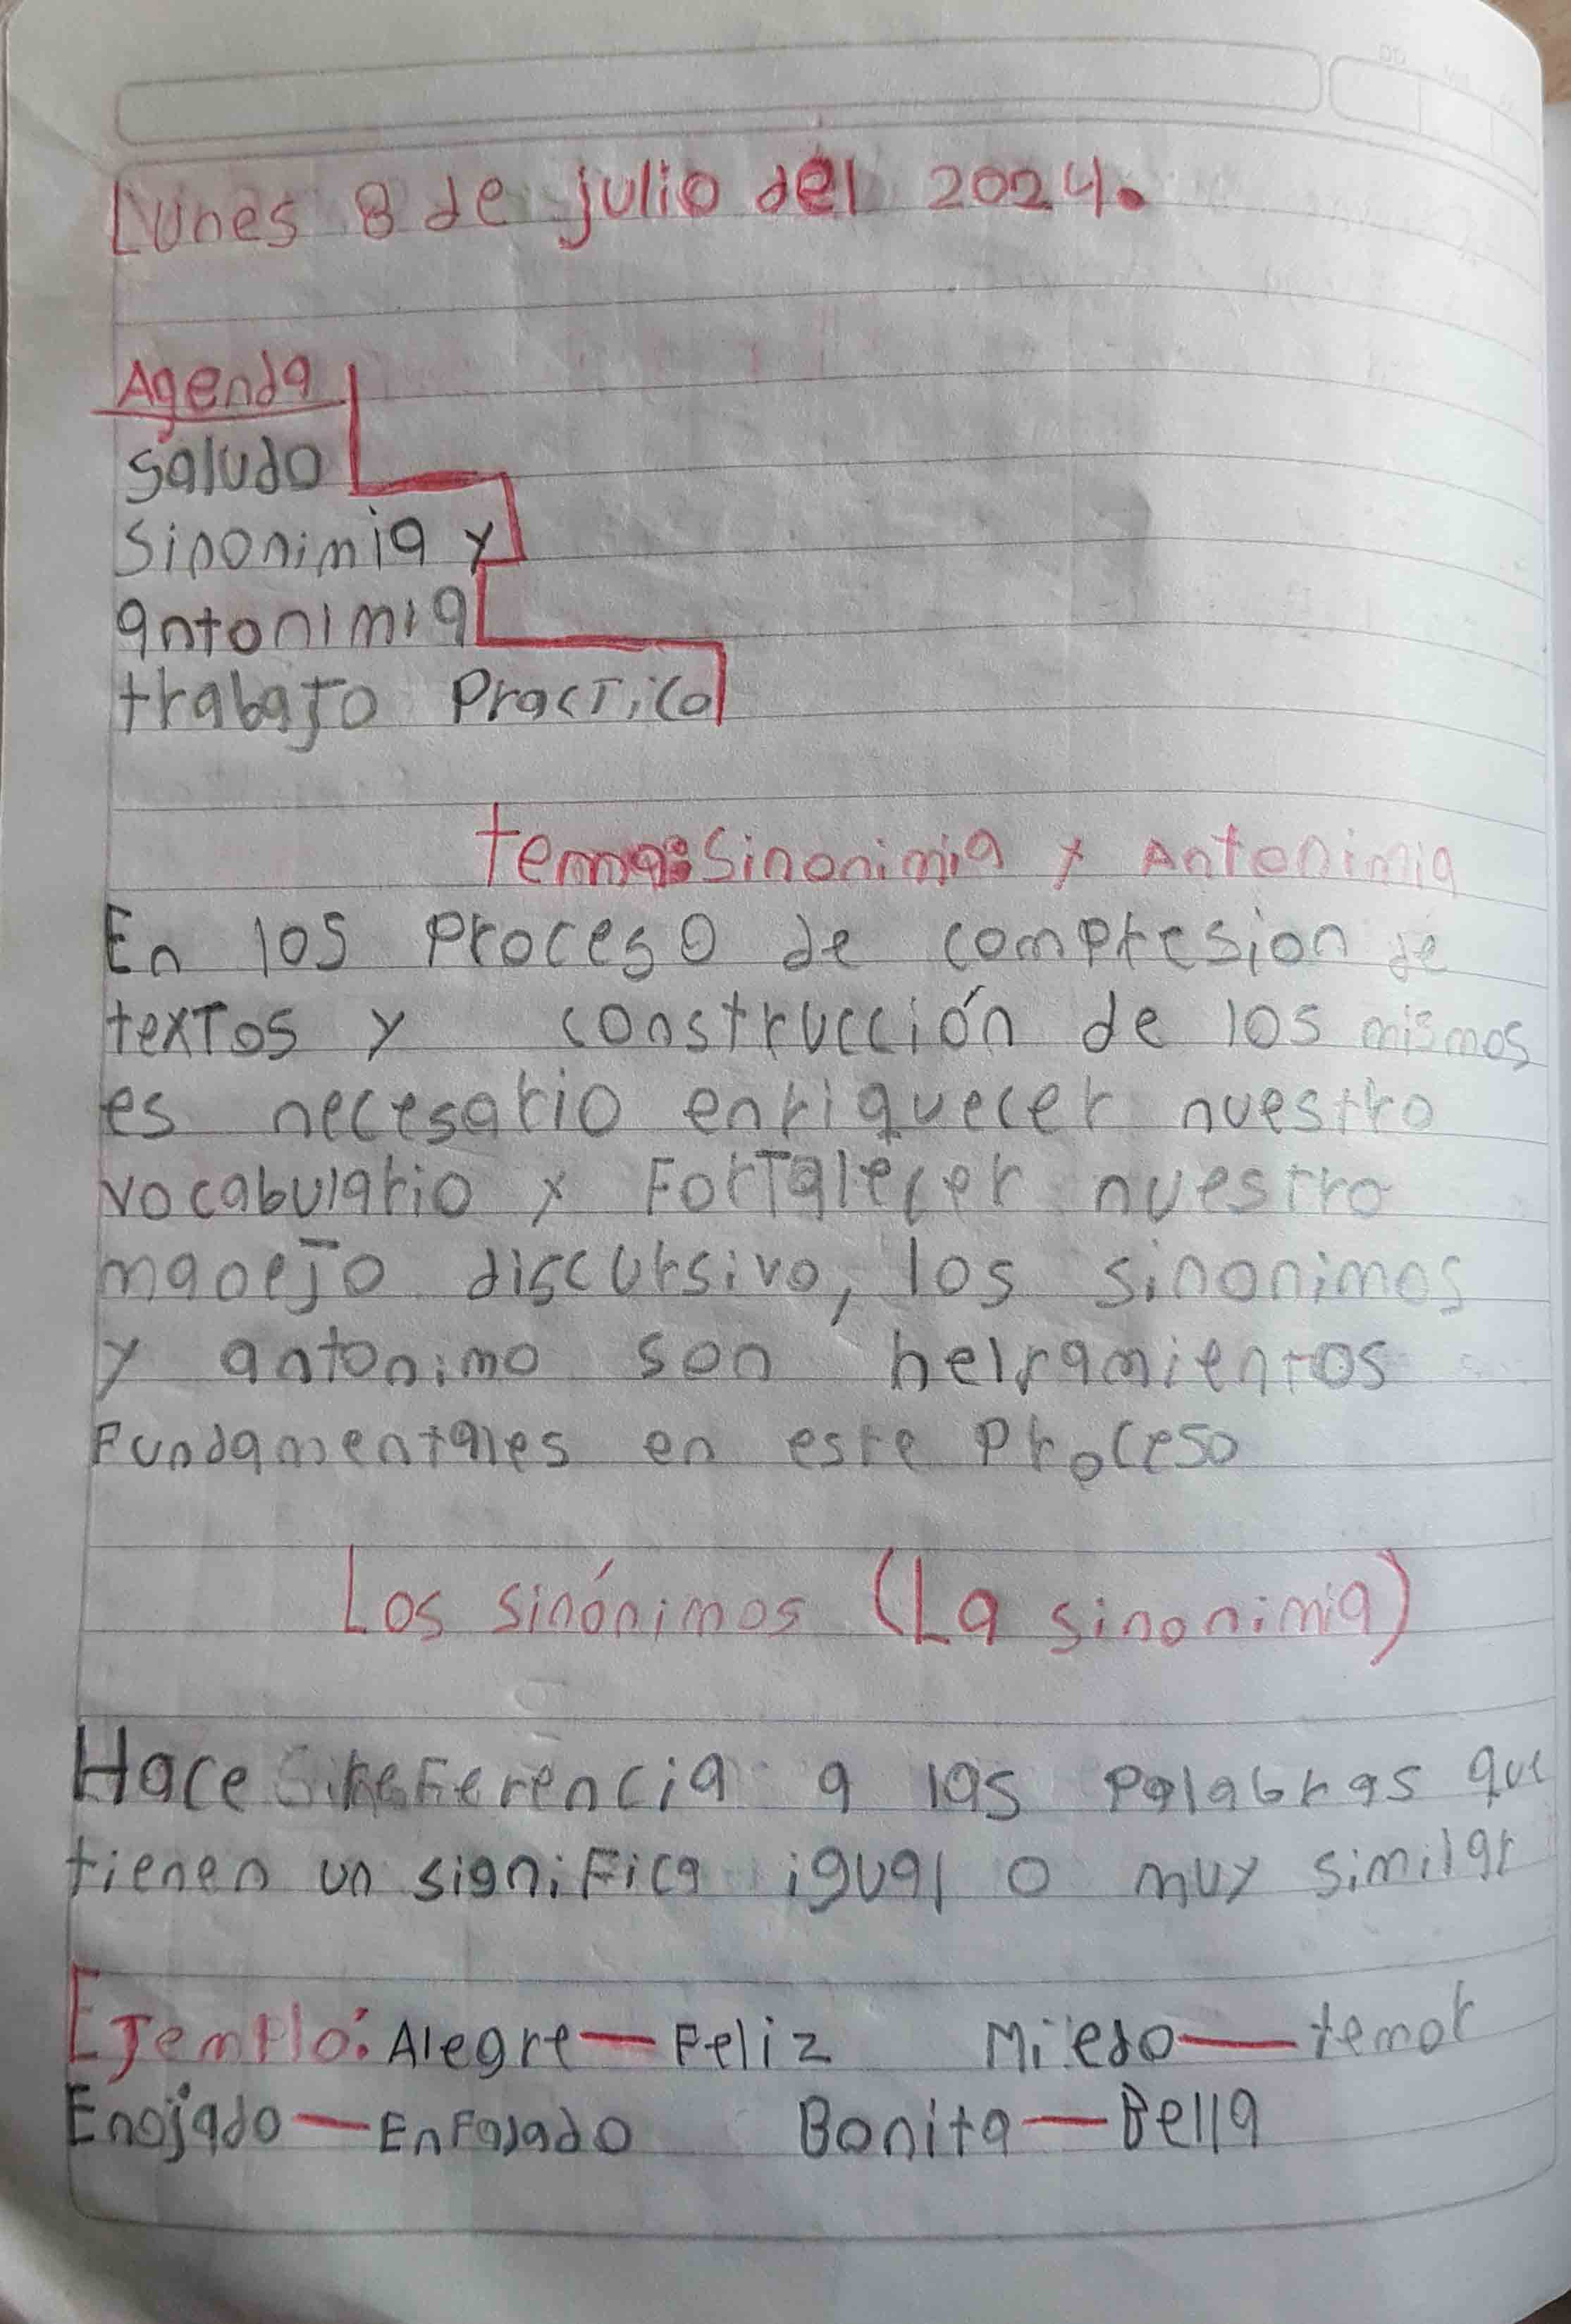 Lunes 8 de julio del 2024.
Agenda
saludo
sinonimia y
antonimia
trabajo Practico
tema: Sinonimia y Antonimia
En los Proceso de compresion de
textos y construcción de los mismos
es necesario enriquecer nuestro
vocabulario y Fortalecer nuestro
manejo discursivo, los sinonimos
y antonimo son helramientos
Fundamentales en este Proceso
Los sinónimos (La sinonimia)
Hace referencia a las Palabras que
tienen un significa igual o muy similar
Ejemplo: Alegre — Feliz Miedo — temor
Enojado — Enfadado Bonita — Bella